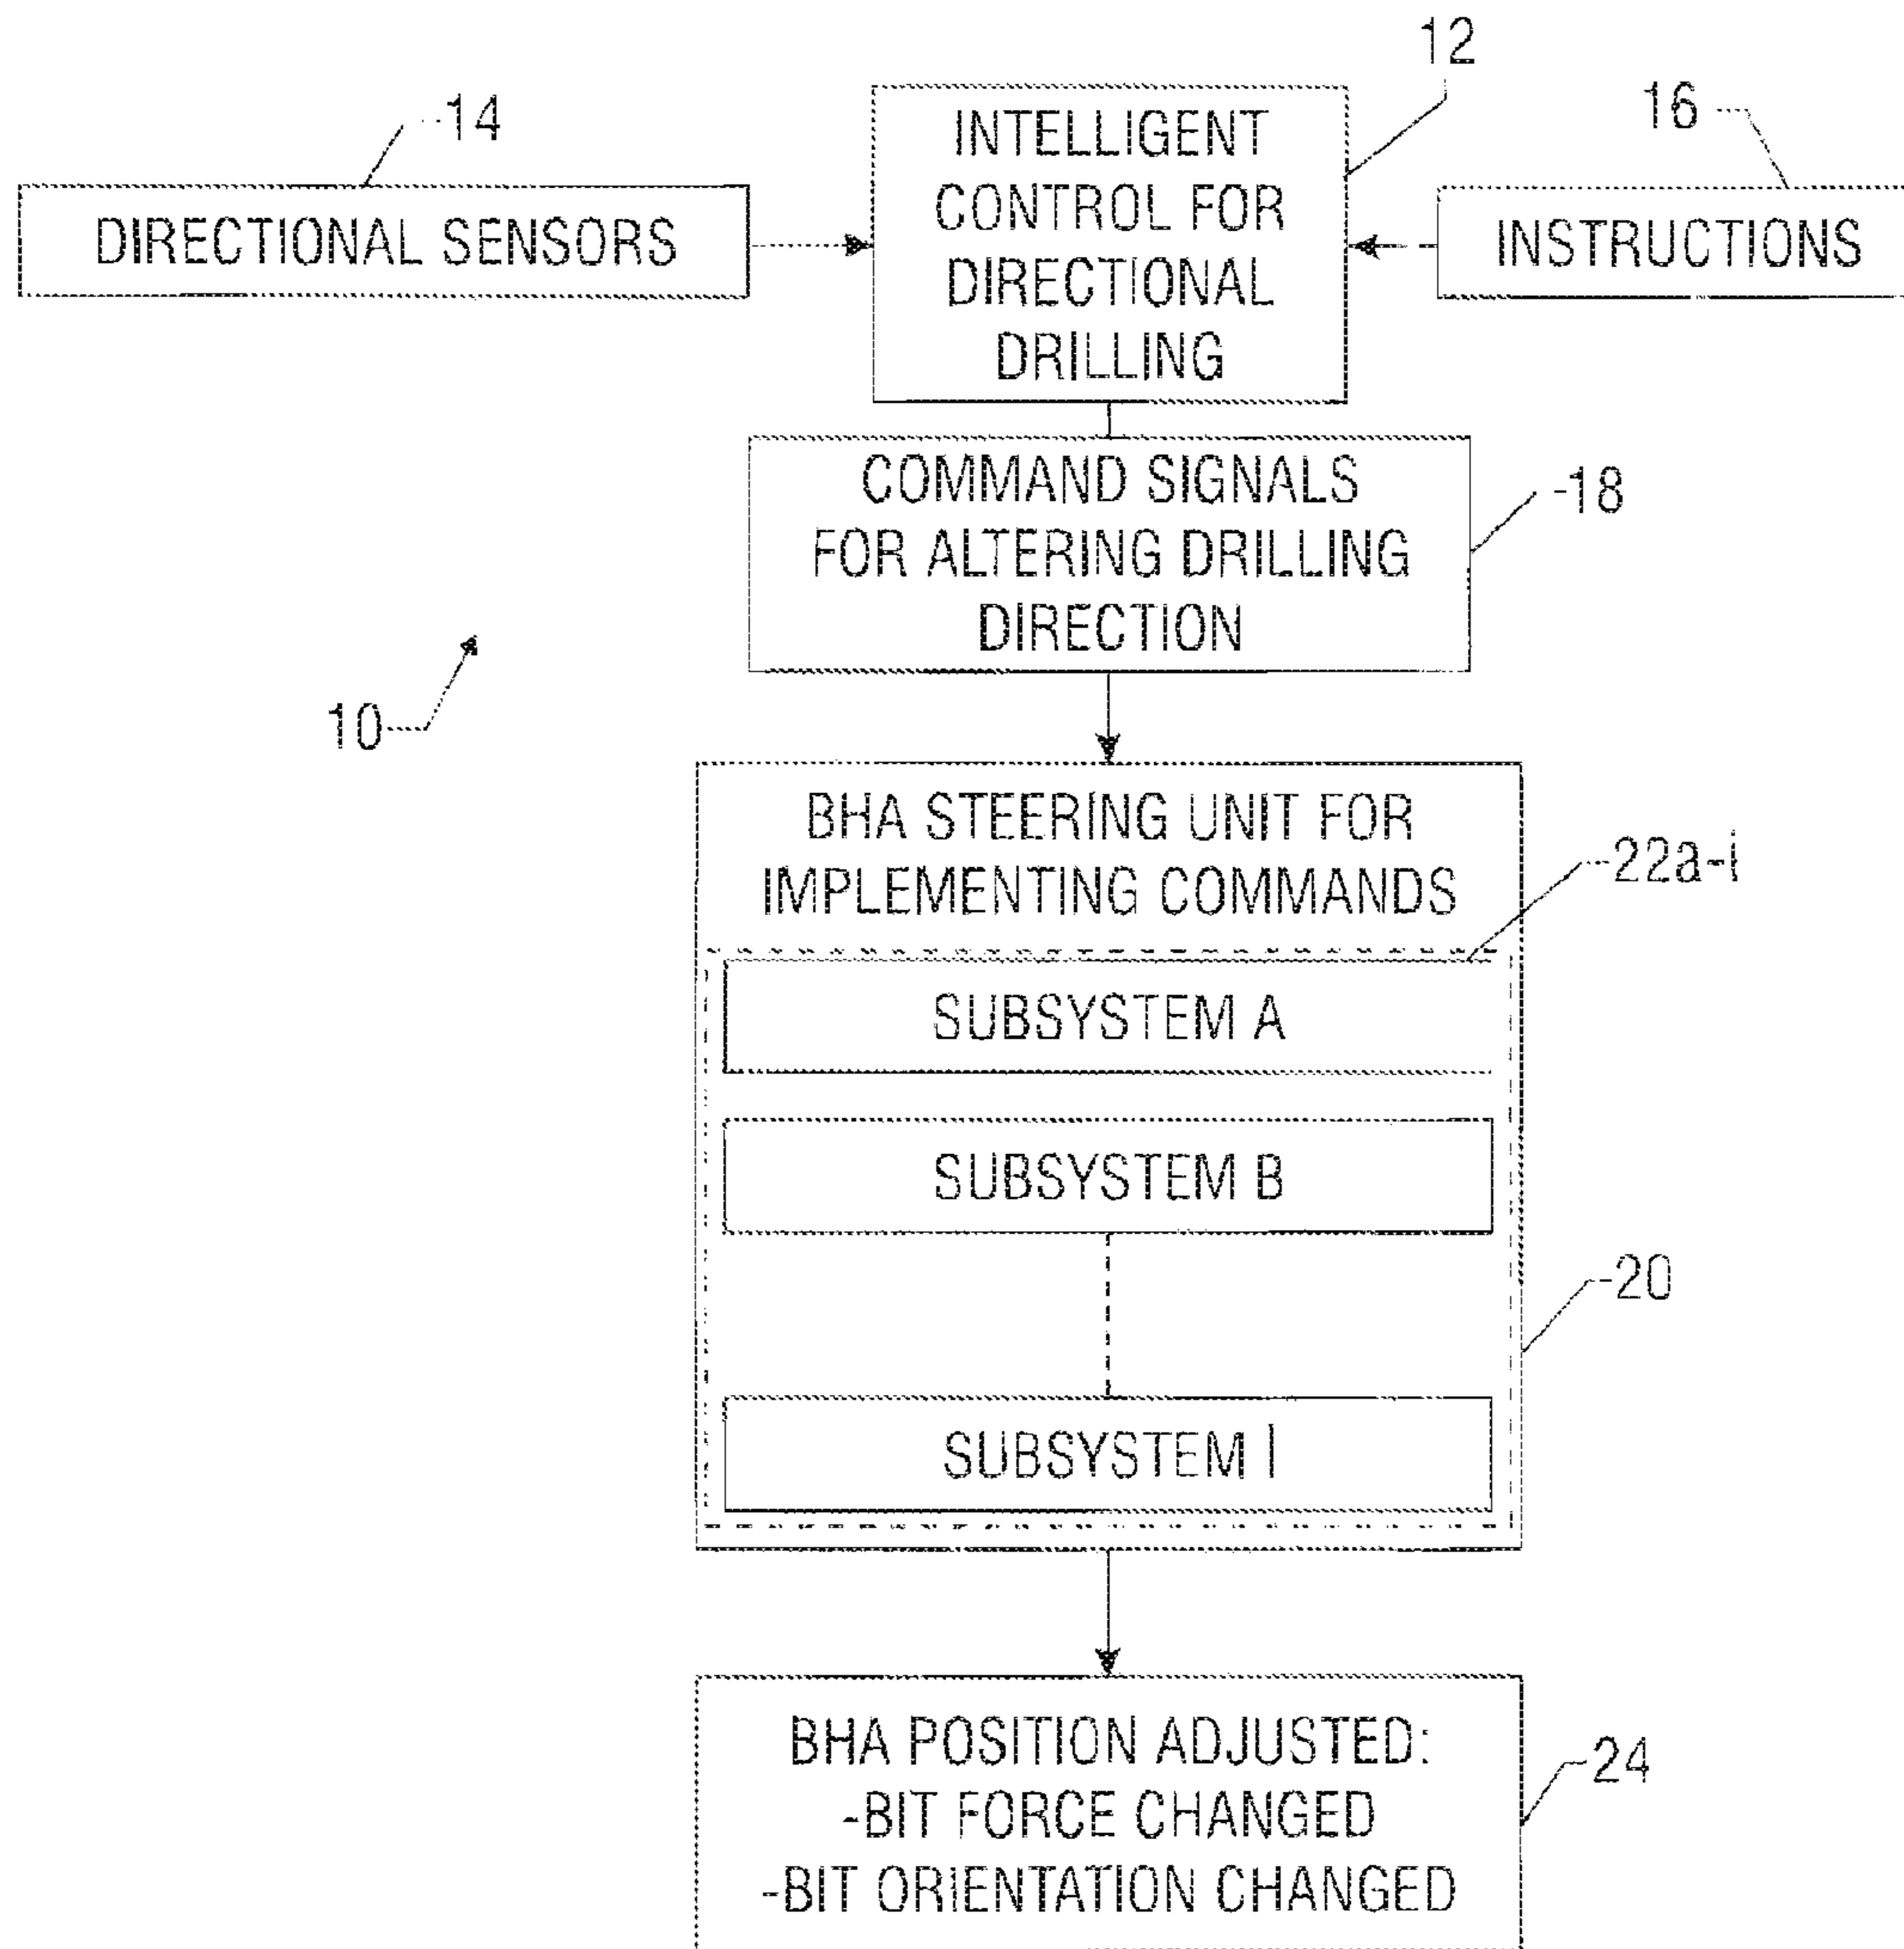 12
14
16
INTELLIGENT
CONTROL FOR
DIRECTIONAL
DRILLING
DIRECTIONAL SENSORS
INSTRUCTIONS
COMMAND SIGNALS
FOR ALTERING DRILLING
DIRECTION
18
10
BHA STEERING UNIT FOR
IMPLEMENTING COMMANDS
22a-i
SUBSYSTEM A
SUBSYSTEM B
20
SUBSYSTEM I
BHA POSITION ADJUSTED:
-BIT FORCE CHANGED
-BIT ORIENTATION CHANGED
24